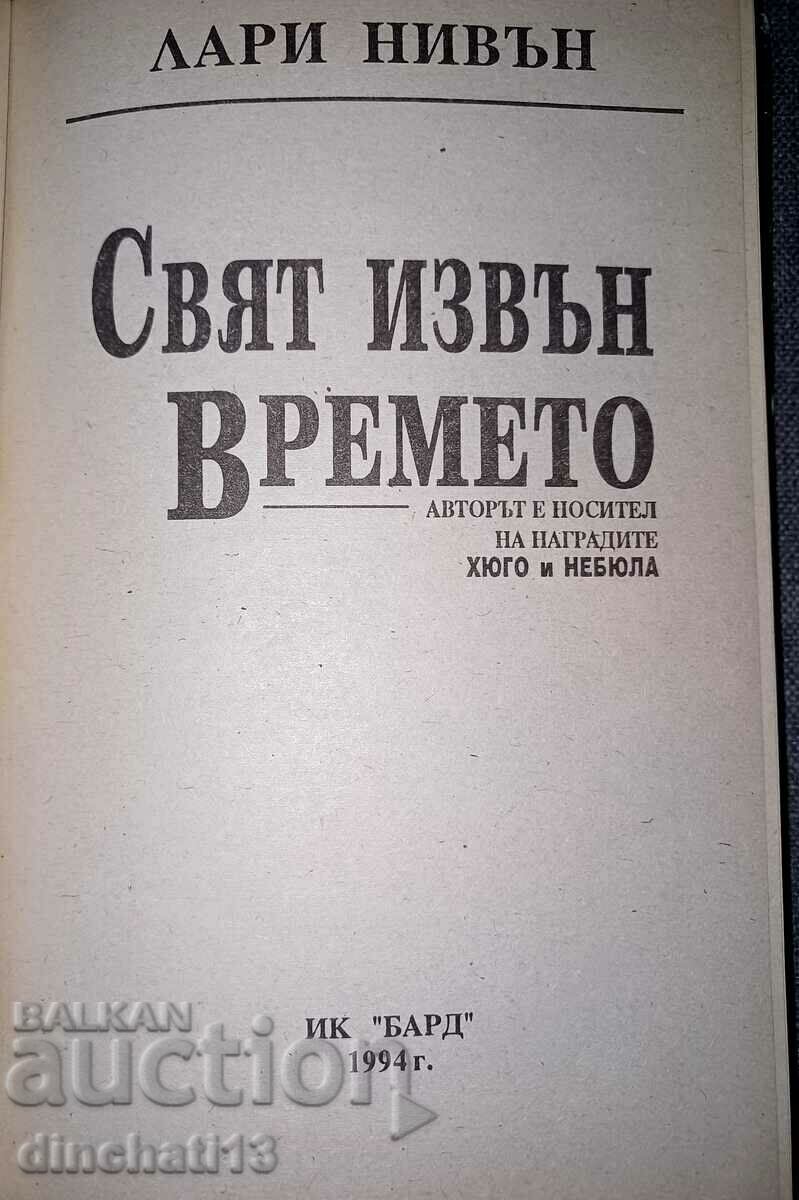 ЛАРИ НИВЪН
СВЯТ ИЗВЪН
ВРЕМЕТО
АВТОРЪТ Е НОСИТЕЛ
НА НАГРАДИТЕ
ХЮГО и НЕБЮЛА
ИК "БАРД"
1994 г.
BALKAN
auction
dinchati13